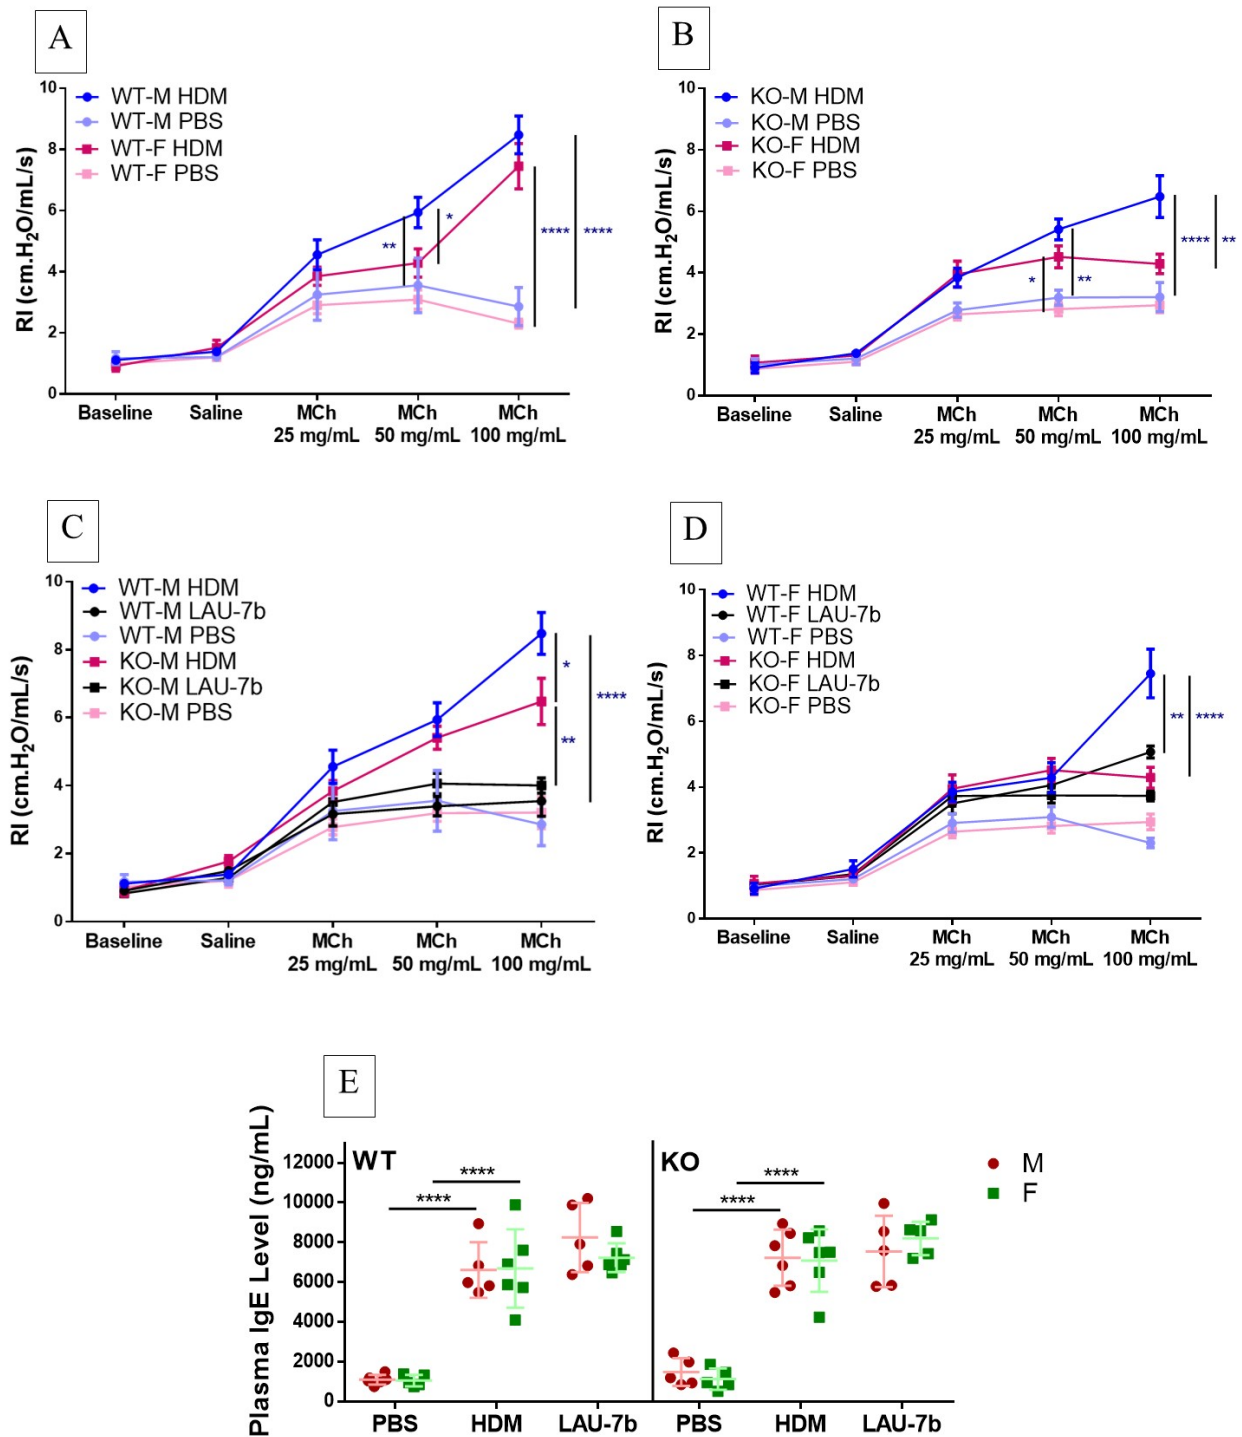 A
10
8
6
4
2
0
RI (cm.H₂O/mL/s)
WT-M HDM
WT-M PBS
WT-F HDM
WT-F PBS
**
*
****
****
Baseline
Saline
MCh
25 mg/mL
MCh
50 mg/mL
MCh
100 mg/mL
B
10
8
6
4
2
0
RI (cm.H₂O/mL/s)
KO-M HDM
KO-M PBS
KO-F HDM
KO-F PBS
*
**
****
**
Baseline
Saline
MCh
25 mg/mL
MCh
50 mg/mL
MCh
100 mg/mL
C
10
8
6
4
2
0
RI (cm.H₂O/mL/s)
WT-M HDM
WT-M LAU-7b
WT-M PBS
KO-M HDM
KO-M LAU-7b
KO-M PBS
*
**
****
Baseline
Saline
MCh
25 mg/mL
MCh
50 mg/mL
MCh
100 mg/mL
D
10
8
6
4
2
0
RI (cm.H₂O/mL/s)
WT-F HDM
WT-F LAU-7b
WT-F PBS
KO-F HDM
KO-F LAU-7b
KO-F PBS
**
****
Baseline
Saline
MCh
25 mg/mL
MCh
50 mg/mL
MCh
100 mg/mL
E
Plasma IgE Level (ng/mL)
12000
10000
8000
6000
4000
2000
0
WT
****
****
KO
****
****
M
F
PBS
HDM
LAU-7b
PBS
HDM
LAU-7b